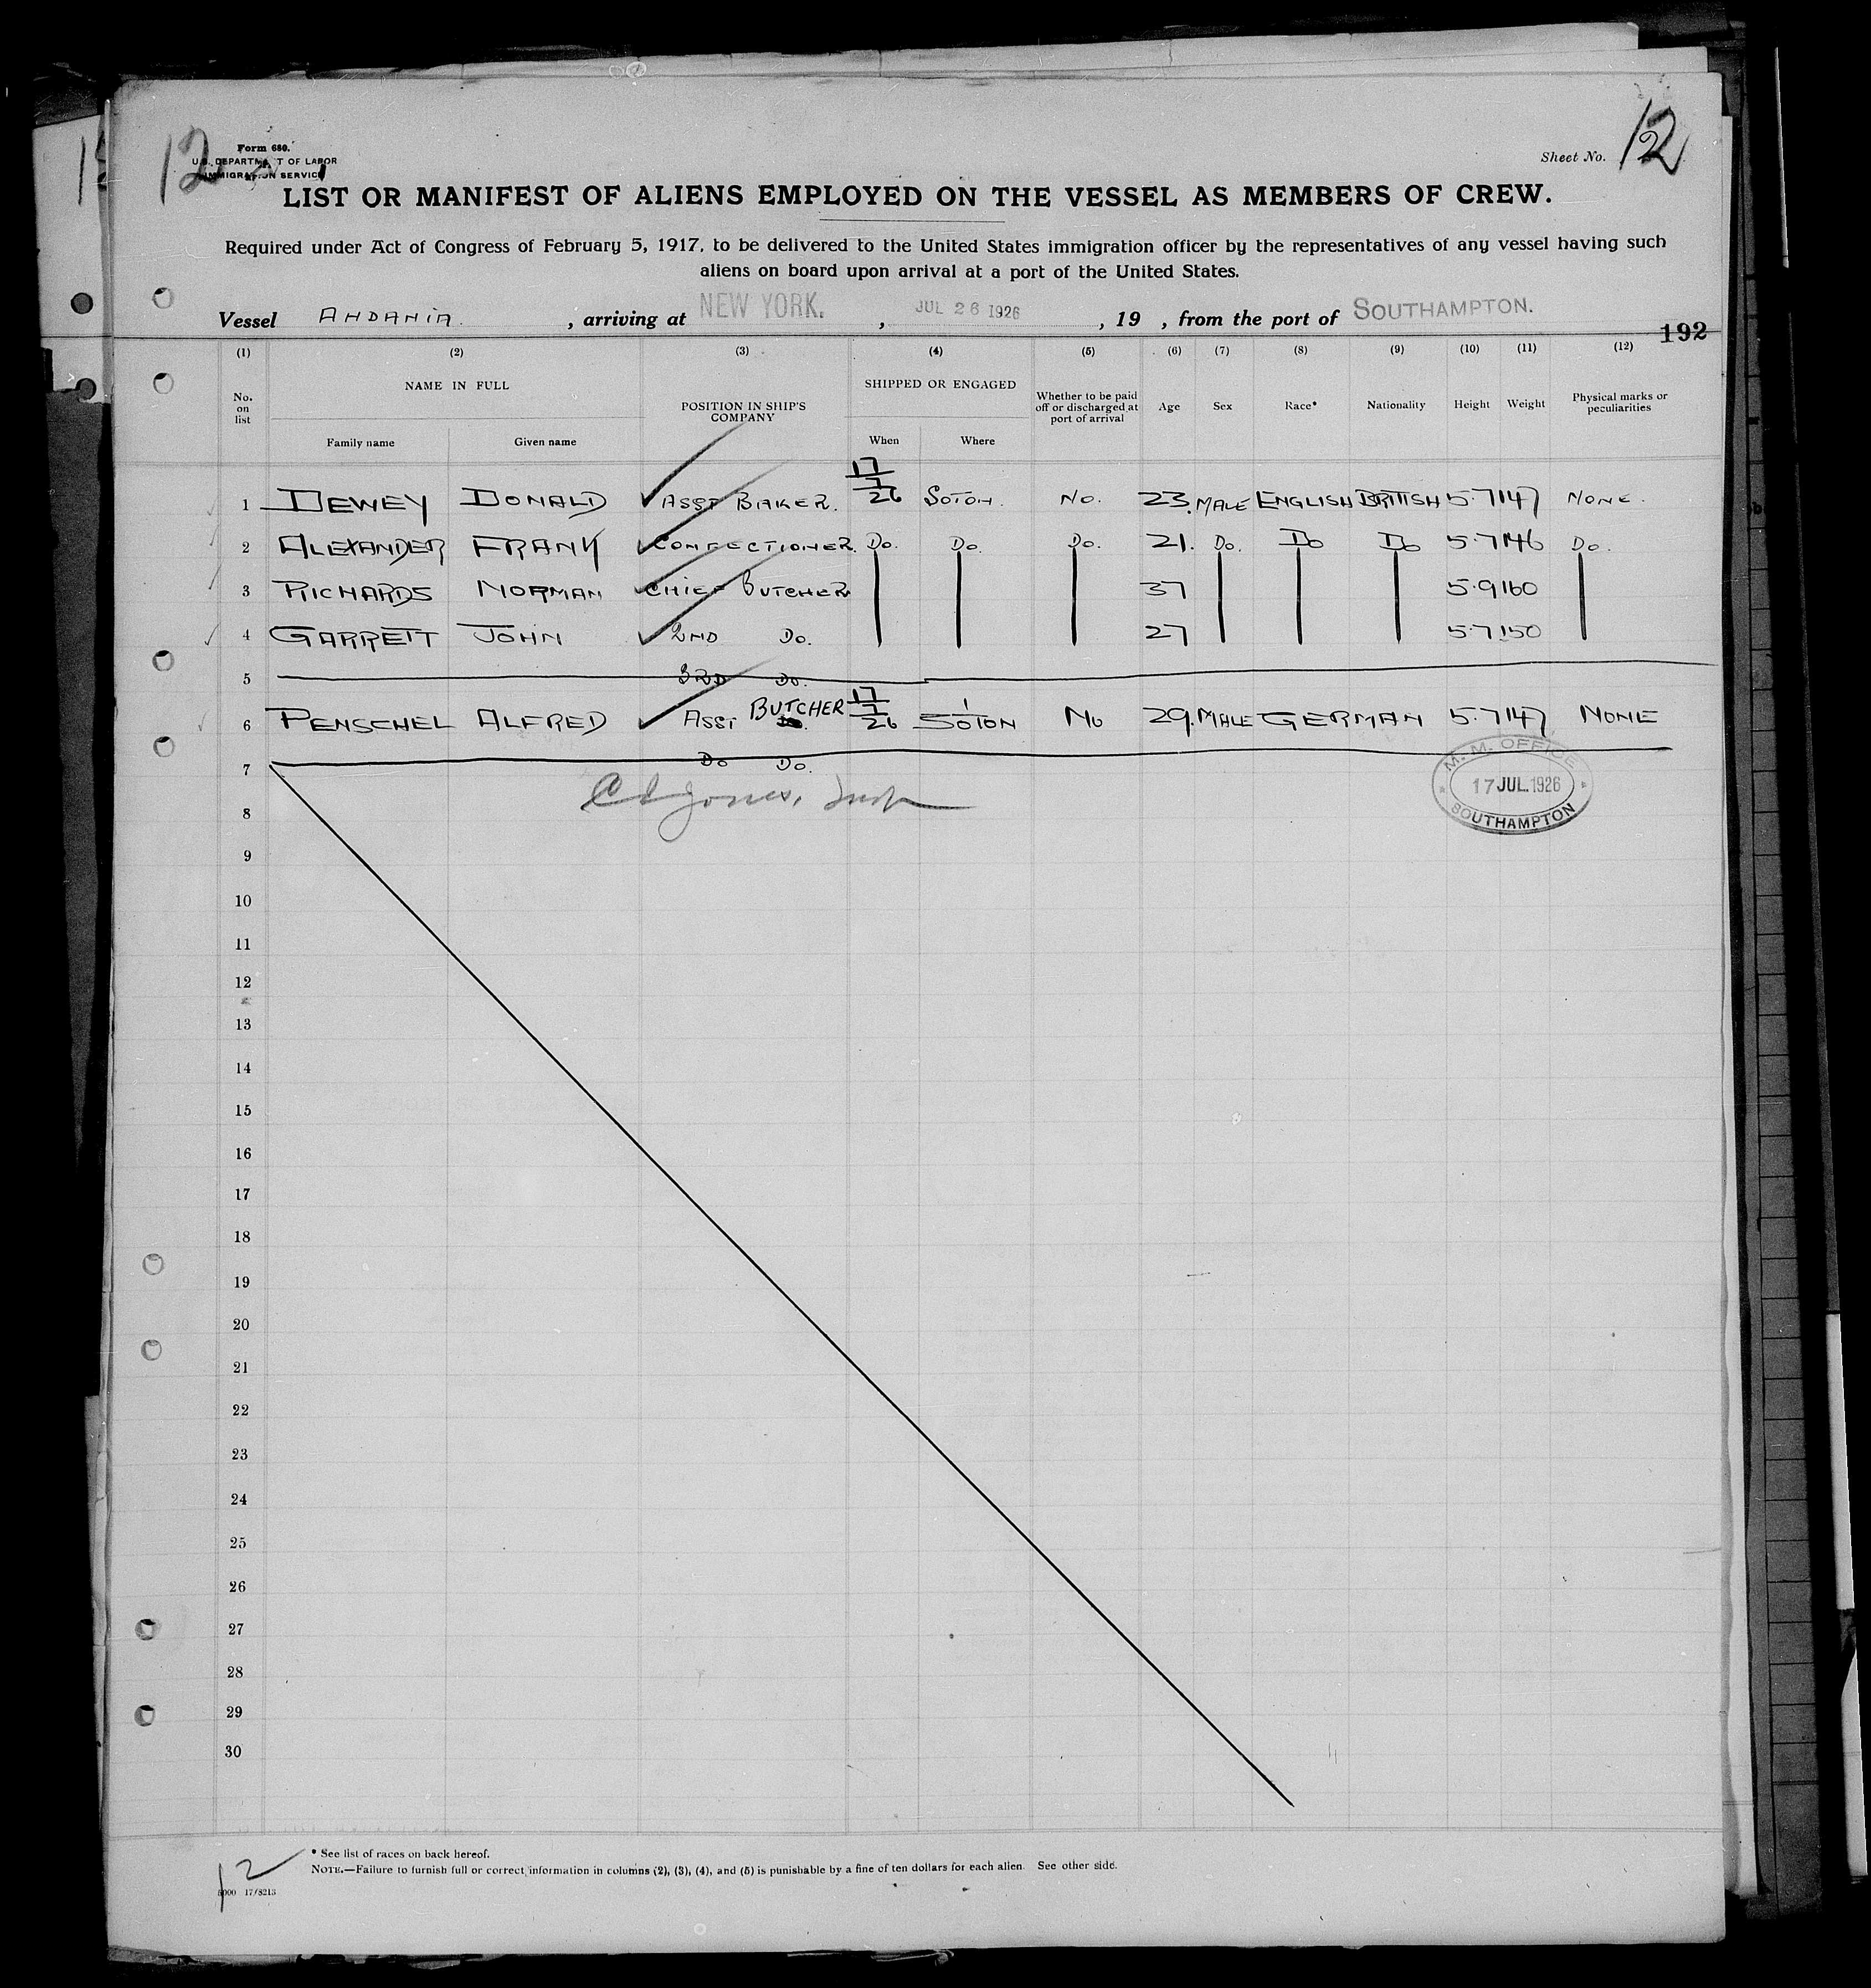 12
Form 680.
U.S. DEPARTMENT OF LABOR
IMMIGRATION SERVICE
Sheet No. 12
LIST OR MANIFEST OF ALIENS EMPLOYED ON THE VESSEL AS MEMBERS OF CREW.
Required under Act of Congress of February 5, 1917, to be delivered to the United States immigration officer by the representatives of any vessel having such
aliens on board upon arrival at a port of the United States.
Vessel ANDANIA. , arriving at NEW YORK. , JUL 26 1926 , 19 , from the port of SOUTHAMPTON.
192
(1) (2) (3) (4) (5) (6) (7) (8) (9) (10) (11) (12)
No. on list NAME IN FULL Family name Given name POSITION IN SHIP'S COMPANY SHIPPED OR ENGAGED When Where Whether to be paid off or discharged at port of arrival Age Sex Race* Nationality Height Weight Physical marks or peculiarities
1 DEWEY DONALD ASST BAKER. 17/7/26 SOTON. NO. 23. MALE ENGLISH BRITISH 5.7 147 NONE.
2 ALEXANDER FRANK CONFECTIONER. DO. DO. DO. 21. DO. DO DO 5.7 146 DO.
3 RICHARDS NORMAN CHIEF BUTCHER 37 5.9 160
4 GARRETT JOHN 2ND DO. 27 5.7 150
5 3RD DO.
6 PENSCHEL ALFRED ASST BUTCHER 17/7/26 SOTON NO 29. MALE GERMAN 5.7 147 NONE
7 DO DO.
M.M. OFFICE
17 JUL. 1926
SOUTHAMPTON
8
9
10
11
12
13
14
15
16
17
18
19
20
21
22
23
24
25
26
27
28
29
30
* See list of races on back hereof.
NOTE.—Failure to furnish full or correct information in columns (2), (3), (4), and (5) is punishable by a fine of ten dollars for each alien. See other side.
12
5000 17/8213